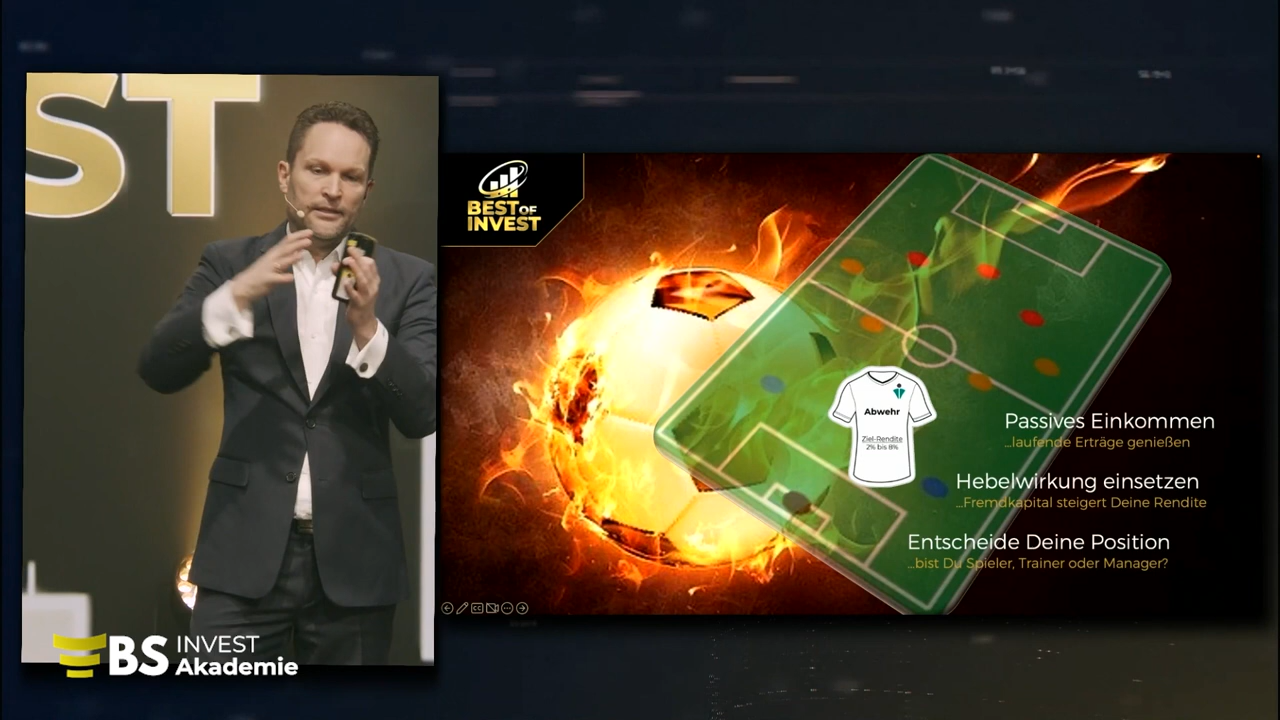 ST
BEST OF
INVEST
Abwehr
Ziel-Rendite
2% bis 8%
Passives Einkommen
...laufende Erträge genießen
Hebelwirkung einsetzen
...Fremdkapital steigert Deine Rendite
Entscheide Deine Position
...bist Du Spieler, Trainer oder Manager?
BS INVEST
Akademie